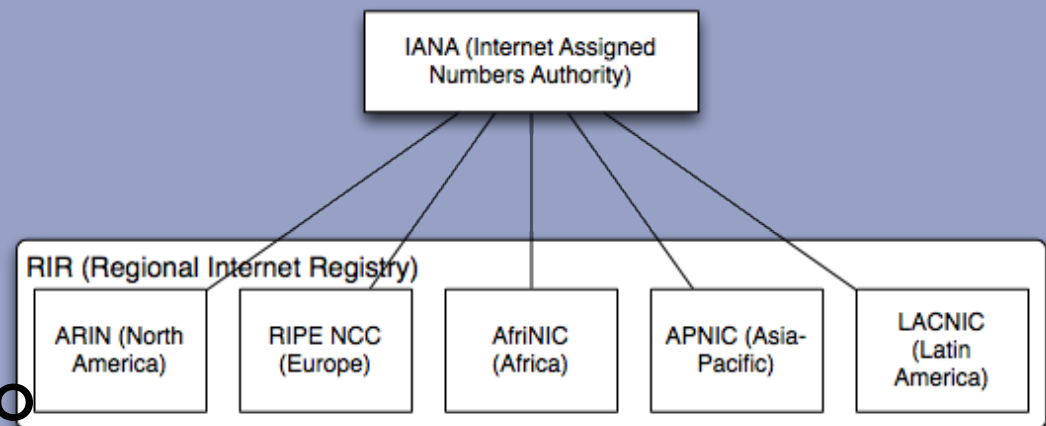 IANA (Internet Assigned
Numbers Authority)
RIR (Regional Internet Registry)
ARIN (North
America)
RIPE NCC
(Europe)
AfriNIC
(Africa)
APNIC (Asia-
Pacific)
LACNIC
(Latin
America)